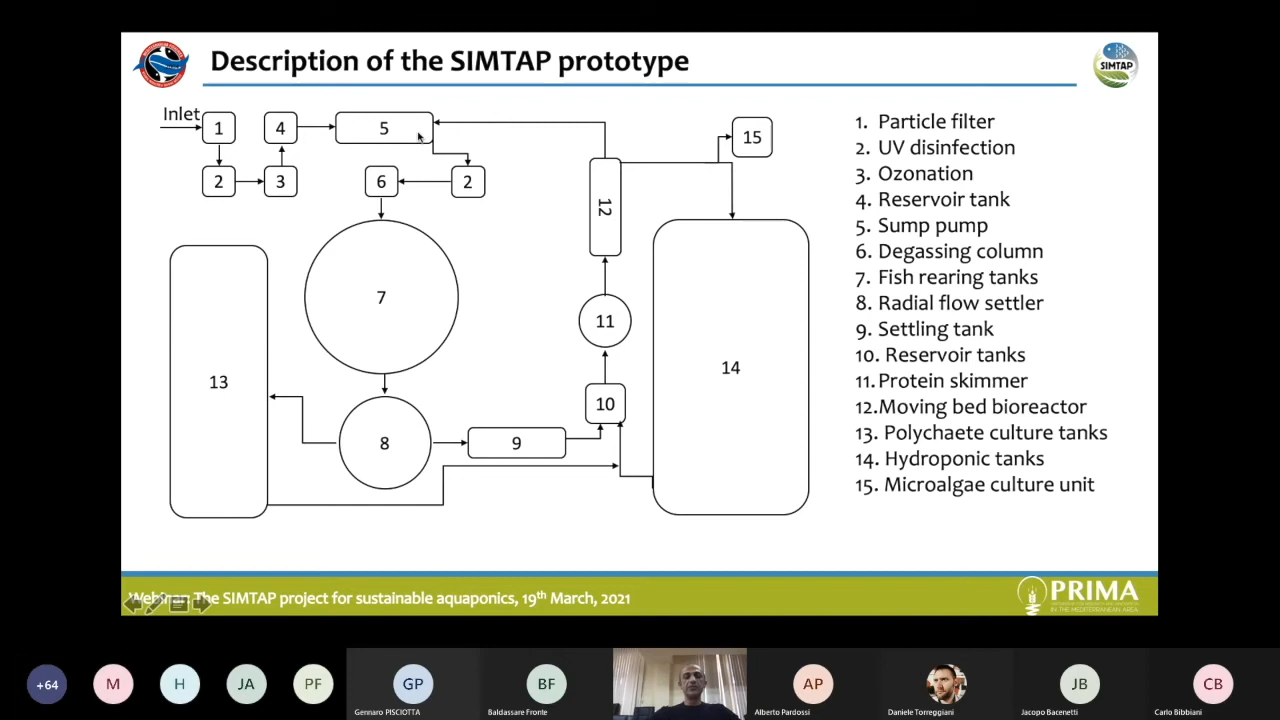 Description of the SIMTAP prototype
SIMTAP
Inlet
1
4
5
15
2
3
6
2
12
7
11
13
14
10
8
9
1. Particle filter
2. UV disinfection
3. Ozonation
4. Reservoir tank
5. Sump pump
6. Degassing column
7. Fish rearing tanks
8. Radial flow settler
9. Settling tank
10. Reservoir tanks
11. Protein skimmer
12. Moving bed bioreactor
13. Polychaete culture tanks
14. Hydroponic tanks
15. Microalgae culture unit
Webinar: The SIMTAP project for sustainable aquaponics, 19th March, 2021
PRIMA
IN THE MEDITERRANEAN AREA
+64
M
H
JA
PF
GP
BF
AP
JB
CB
Gennaro PISCIOTTA
Baldassare Fronte
Alberto Pardossi
Daniele Torreggiani
Jacopo Bacenetti
Carlo Bibbiani